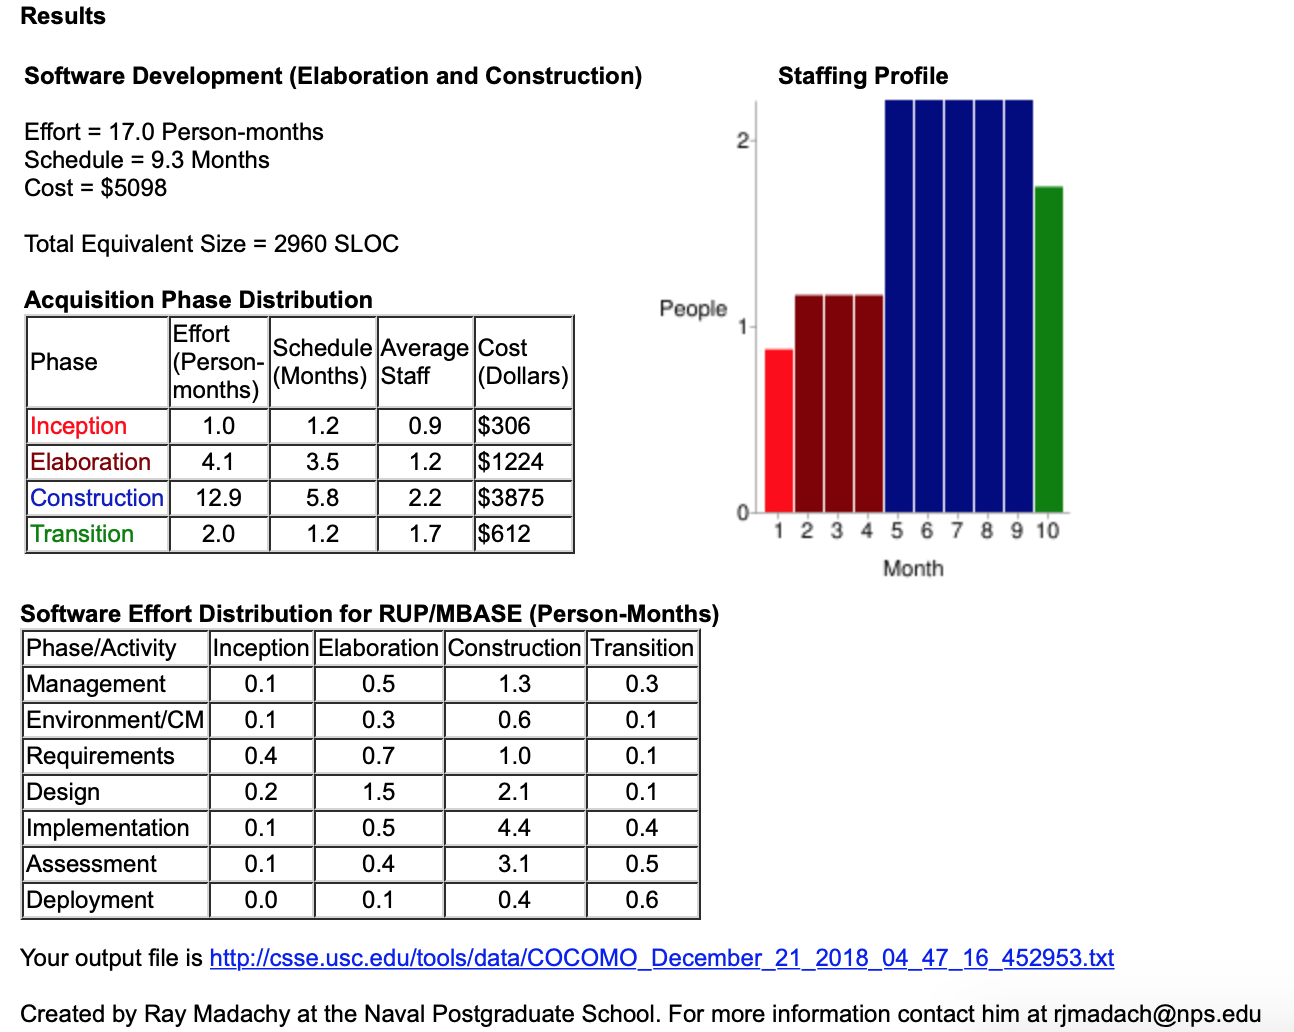 Results
Software Development (Elaboration and Construction)
Effort = 17.0 Person-months
Schedule = 9.3 Months
Cost = $5098
Total Equivalent Size = 2960 SLOC
Acquisition Phase Distribution
Phase Effort (Person-months) Schedule (Months) Average Staff Cost (Dollars)
Inception 1.0 1.2 0.9 $306
Elaboration 4.1 3.5 1.2 $1224
Construction 12.9 5.8 2.2 $3875
Transition 2.0 1.2 1.7 $612
Staffing Profile
2
People
1
0
1 2 3 4 5 6 7 8 9 10
Month
Software Effort Distribution for RUP/MBASE (Person-Months)
Phase/Activity Inception Elaboration Construction Transition
Management 0.1 0.5 1.3 0.3
Environment/CM 0.1 0.3 0.6 0.1
Requirements 0.4 0.7 1.0 0.1
Design 0.2 1.5 2.1 0.1
Implementation 0.1 0.5 4.4 0.4
Assessment 0.1 0.4 3.1 0.5
Deployment 0.0 0.1 0.4 0.6
Your output file is http://csse.usc.edu/tools/data/COCOMO_December_21_2018_04_47_16_452953.txt
Created by Ray Madachy at the Naval Postgraduate School. For more information contact him at rjmadach@nps.edu